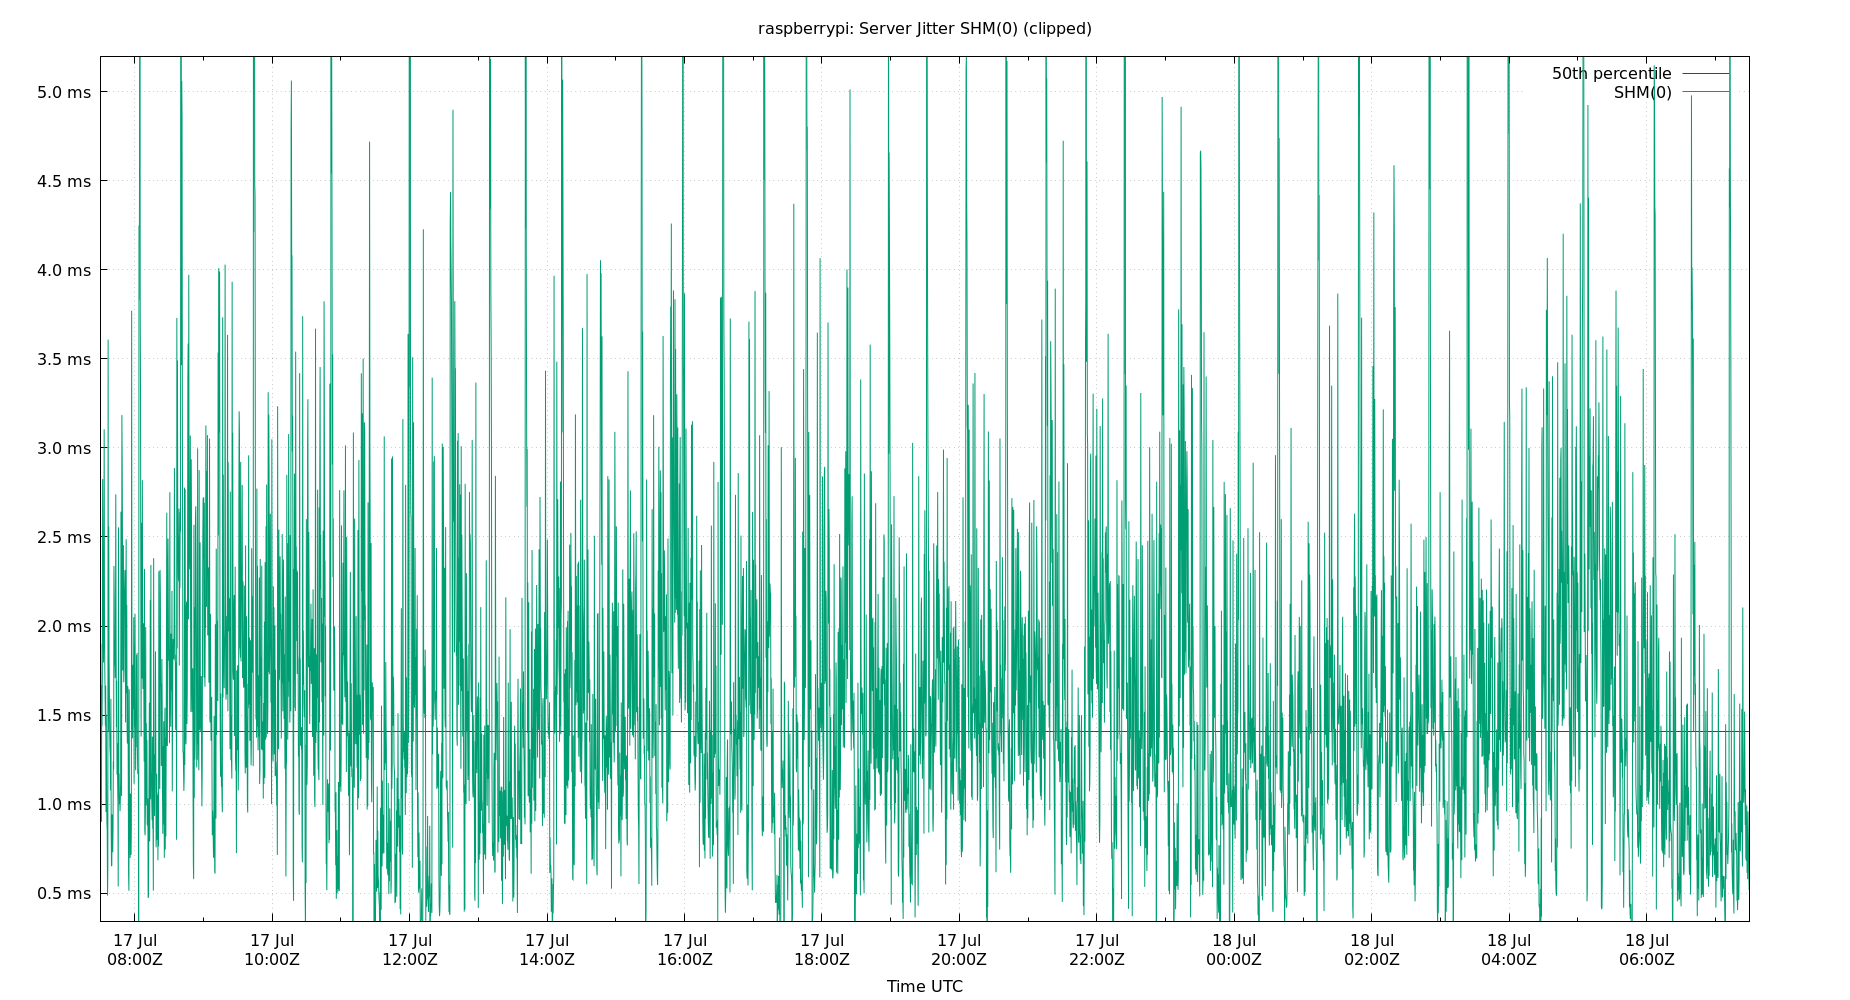 raspberrypi: Server Jitter SHM(0) (clipped)
50th percentile
SHM(0)
5.0 ms
4.5 ms
4.0 ms
3.5 ms
3.0 ms
2.5 ms
2.0 ms
1.5 ms
1.0 ms
0.5 ms
17 Jul 17 Jul 17 Jul 17 Jul 17 Jul 17 Jul 17 Jul 17 Jul 18 Jul 18 Jul 18 Jul 18 Jul
08:00Z 10:00Z 12:00Z 14:00Z 16:00Z 18:00Z 20:00Z 22:00Z 00:00Z 02:00Z 04:00Z 06:00Z
Time UTC